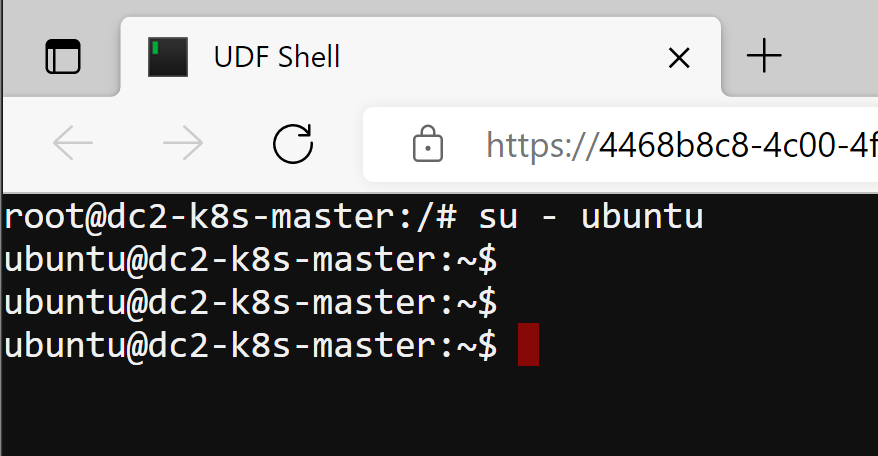 UDF Shell
https://4468b8c8-4c00-4f
root@dc2-k8s-master:/# su - ubuntu
ubuntu@dc2-k8s-master:~$
ubuntu@dc2-k8s-master:~$
ubuntu@dc2-k8s-master:~$